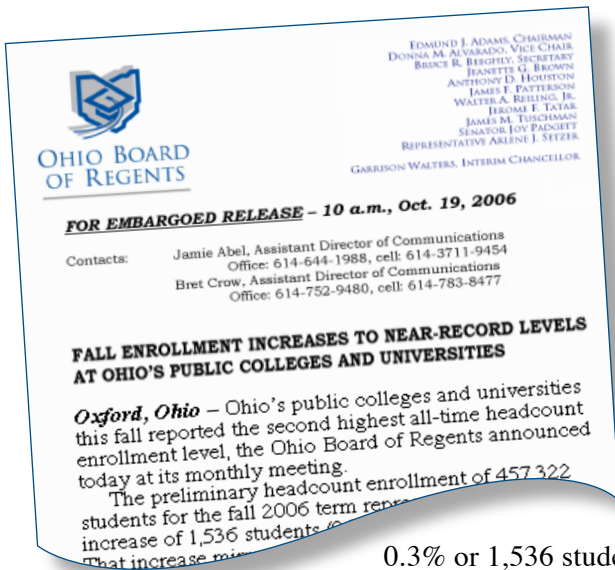 OHIO BOARD
OF REGENTS
EDMUND J. ADAMS, CHAIRMAN
DONNA M. ALVARADO, VICE CHAIR
BRUCE R. BEEGHLY, SECRETARY
JEANETTE G. BROWN
ANTHONY D. HOUSTON
JAMES F. PATTERSON
WALTER A. REILING, JR.
JEROME F. TATAR
JAMES M. TUSCHMAN
SENATOR JOY PADGETT
REPRESENTATIVE ARLENE J. SETZER
GARRISON WALTERS, INTERIM CHANCELLOR
FOR EMBARGOED RELEASE – 10 a.m., Oct. 19, 2006
Contacts: Jamie Abel, Assistant Director of Communications
Office: 614-644-1988, cell: 614-3711-9454
Bret Crow, Assistant Director of Communications
Office: 614-752-9480, cell: 614-783-8477
FALL ENROLLMENT INCREASES TO NEAR-RECORD LEVELS
AT OHIO'S PUBLIC COLLEGES AND UNIVERSITIES
Oxford, Ohio – Ohio's public colleges and universities
this fall reported the second highest all-time headcount
enrollment level, the Ohio Board of Regents announced
today at its monthly meeting.
The preliminary headcount enrollment of 457,322
students for the fall 2006 term
increase of 1,536 students
That increase
0.3% or 1,536